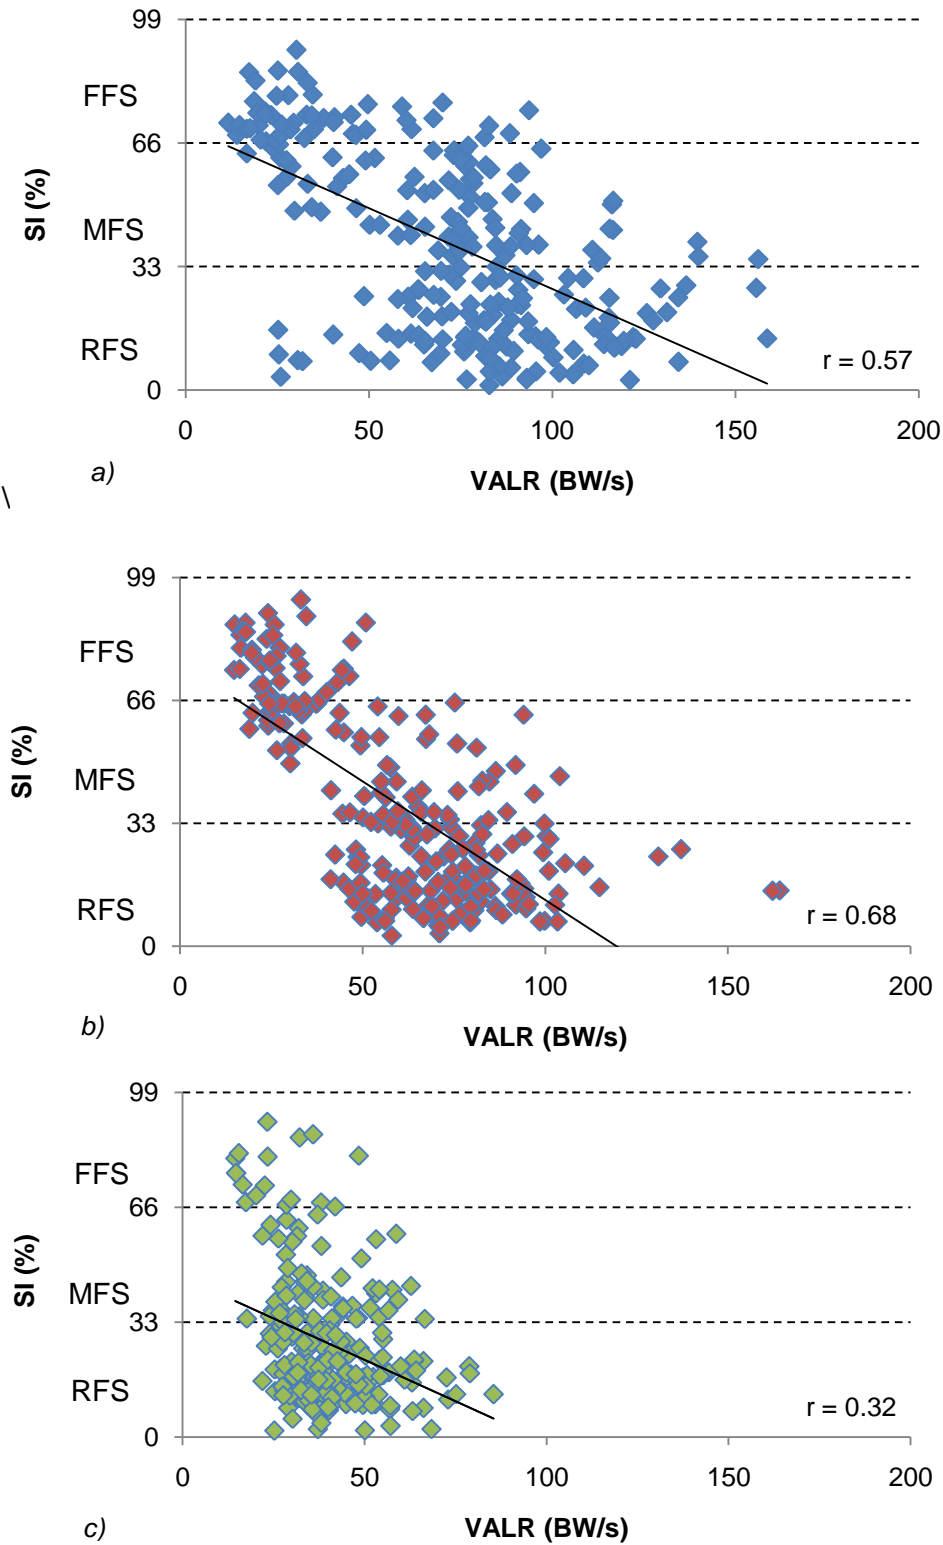 99
FFS
66
SI (%)
MFS
33
RFS
r = 0.57
0
0 50 100 150 200
a)
VALR (BW/s)
\
99
FFS
66
SI (%)
MFS
33
RFS
r = 0.68
0
0 50 100 150 200
b)
VALR (BW/s)
99
FFS
66
SI (%)
MFS
33
RFS
r = 0.32
0
0 50 100 150 200
c)
VALR (BW/s)